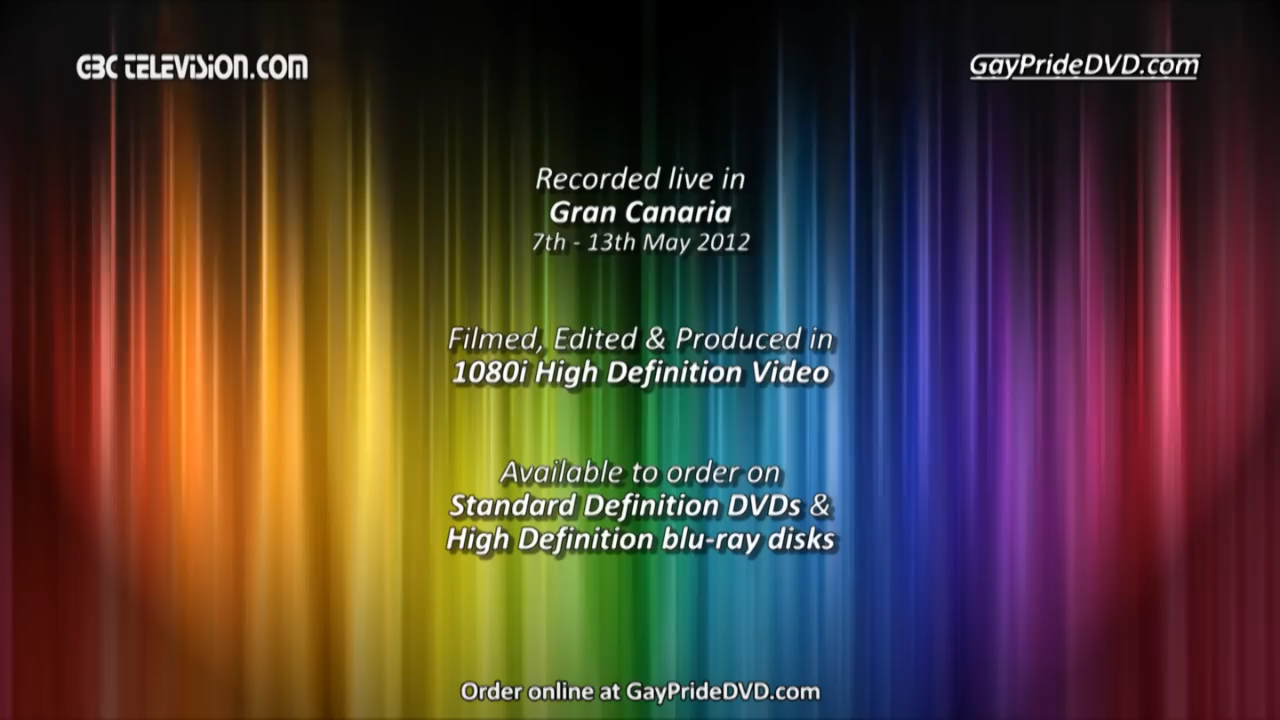 GBC TELEVISION.COM
GayPrideDVD.com
Recorded live in
Gran Canaria
7th - 13th May 2012
Filmed, Edited & Produced in
1080i High Definition Video
Available to order on
Standard Definition DVDs &
High Definition blu-ray disks
Order online at GayPrideDVD.com